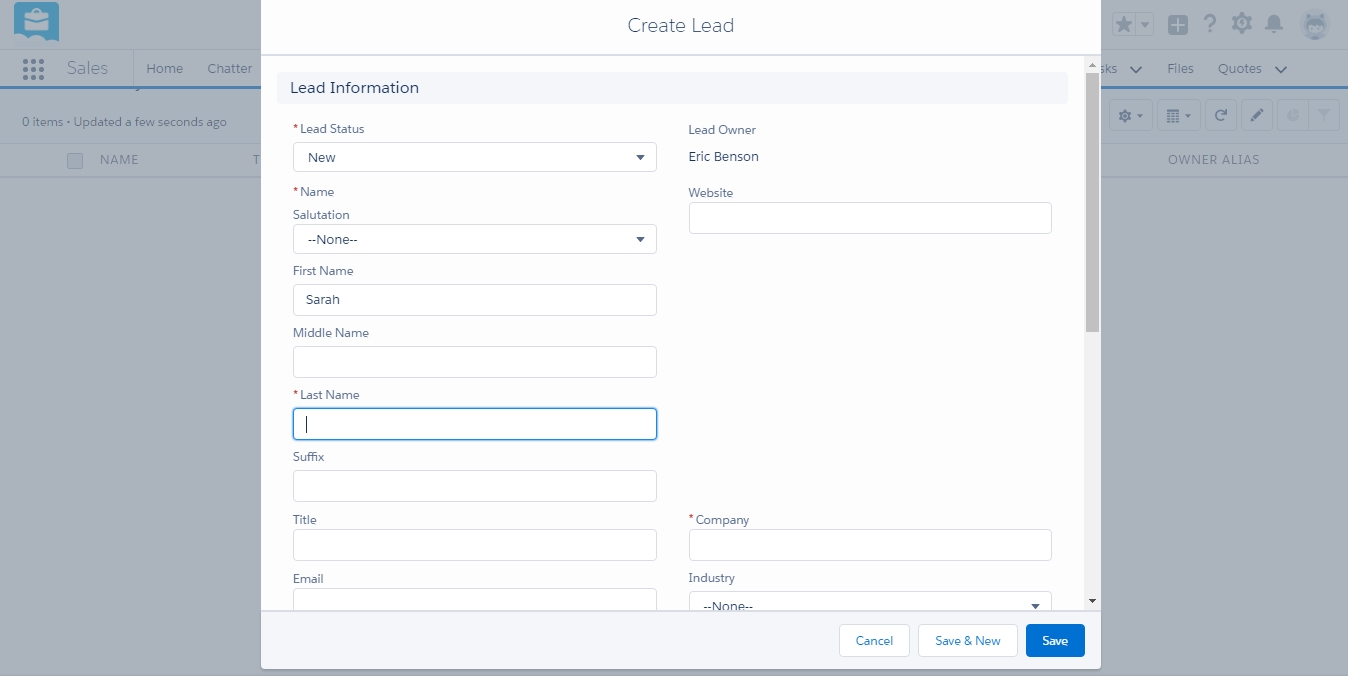 Create Lead
Sales
Home
Chatter
sks
Files
Quotes
0 items • Updated a few seconds ago
NAME
T
OWNER ALIAS
Lead Information
* Lead Status
New
Lead Owner
Eric Benson
* Name
Salutation
--None--
Website
First Name
Sarah
Middle Name
* Last Name
Suffix
Title
* Company
Email
Industry
--None--
Cancel
Save & New
Save